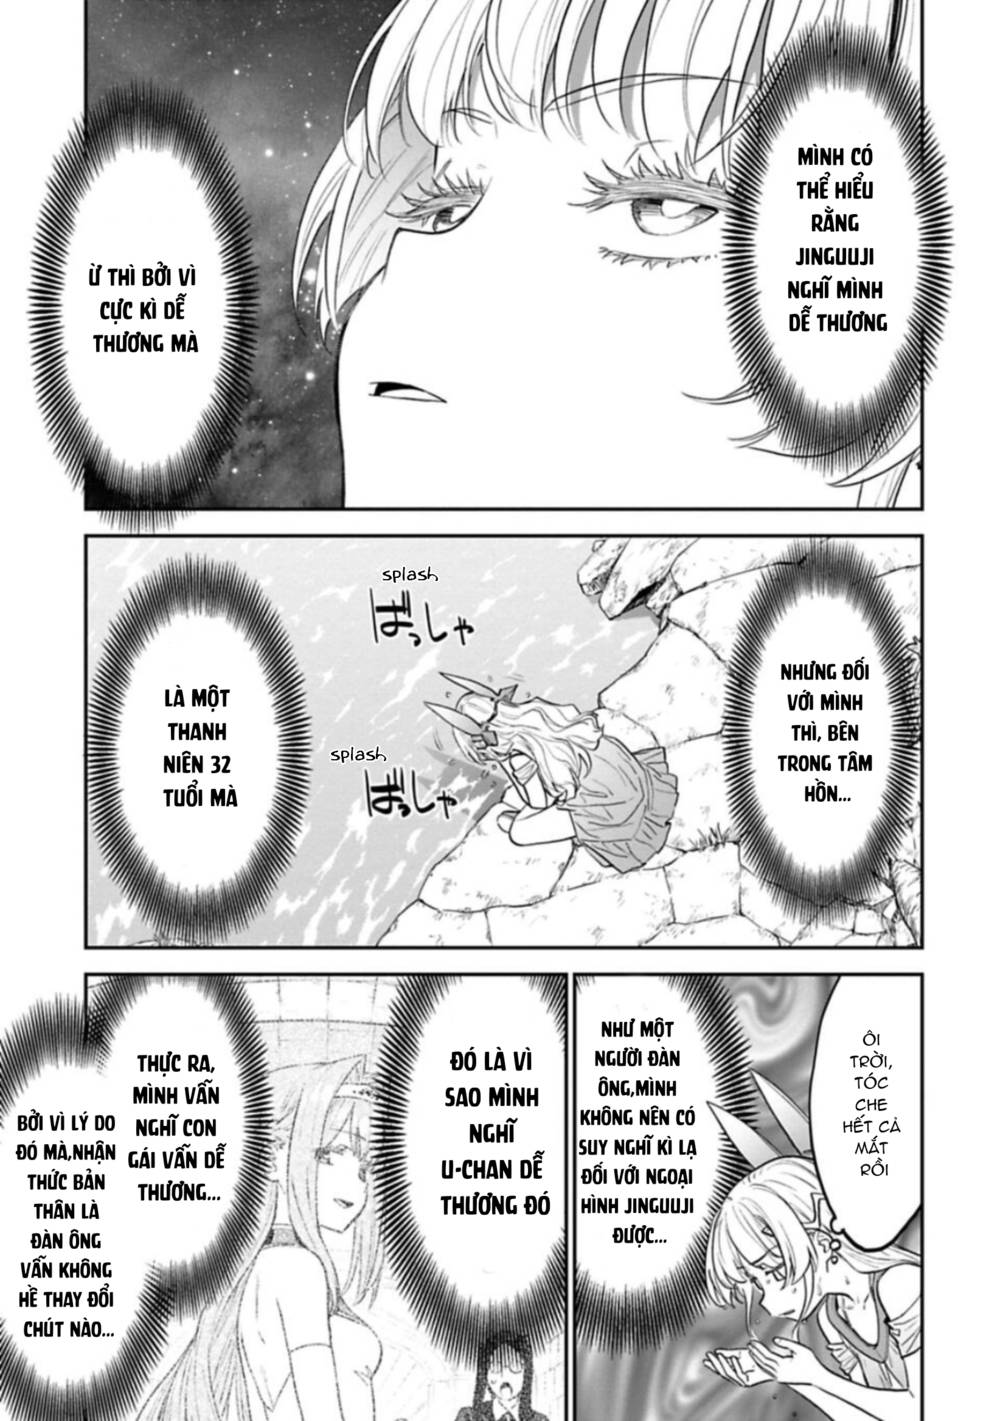 MÌNH CÓ
THỂ HIỂU
RẰNG
JINGUUJI
NGHĨ MÌNH
DỄ THƯƠNG
Ừ THÌ BỞI VÌ
CỰC KÌ DỄ
THƯƠNG MÀ
splash
ばっしゃ
NHƯNG ĐỐI
VỚI MÌNH
THÌ, BÊN
TRONG TÂM
HỒN...
splash
ばっしゃ
LÀ MỘT
THANH
NIÊN 32
TUỔI MÀ
ÔI
TRỜI,
TÓC
CHE
HẾT CẢ
MẮT
RỒI
NHƯ MỘT
NGƯỜI ĐÀN
ÔNG,MÌNH
KHÔNG NÊN CÓ
SUY NGHĨ KÌ LẠ
ĐỐI VỚI NGOẠI
HÌNH JINGUUJI
ĐƯỢC...
ĐÓ LÀ VÌ
SAO MÌNH
NGHĨ
U-CHAN DỄ
THƯƠNG ĐÓ
THỰC RA,
MÌNH VẪN
NGHĨ CON
GÁI VẪN DỄ
THƯƠNG...
BỞI VÌ LÝ DO
ĐÓ MÀ,NHẬN
THỨC BẢN
THÂN LÀ
ĐÀN ÔNG
VẪN KHÔNG
HỀ THAY ĐỔI
CHÚT NÀO...